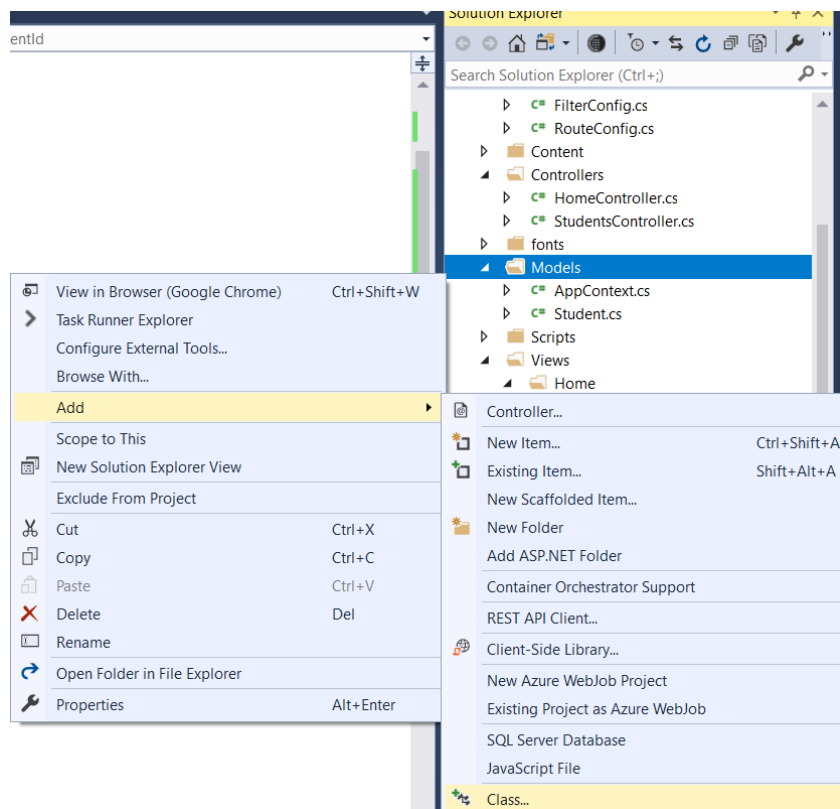 Solution Explorer
entId
Search Solution Explorer (Ctrl+;)
C# FilterConfig.cs
C# RouteConfig.cs
Content
Controllers
C# HomeController.cs
C# StudentsController.cs
fonts
Models
C# AppContext.cs
C# Student.cs
Scripts
Views
Home
View in Browser (Google Chrome) Ctrl+Shift+W
Task Runner Explorer
Configure External Tools...
Browse With...
Add
Scope to This
New Solution Explorer View
Exclude From Project
Cut Ctrl+X
Copy Ctrl+C
Paste Ctrl+V
Delete Del
Rename
Open Folder in File Explorer
Properties Alt+Enter
Controller...
New Item... Ctrl+Shift+A
Existing Item... Shift+Alt+A
New Scaffolded Item...
New Folder
Add ASP.NET Folder
Container Orchestrator Support
REST API Client...
Client-Side Library...
New Azure WebJob Project
Existing Project as Azure WebJob
SQL Server Database
JavaScript File
Class...